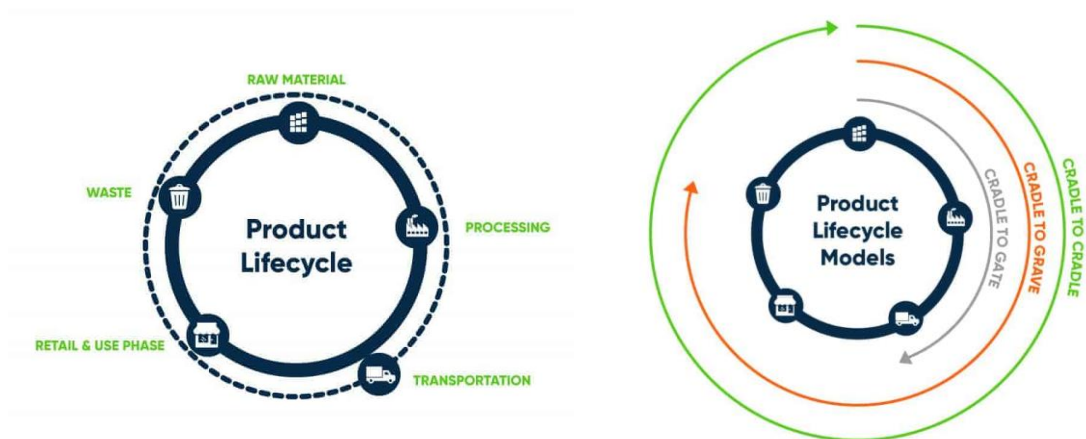 RAW MATERIAL
WASTE
Product
Lifecycle
PROCESSING
RETAIL & USE PHASE
TRANSPORTATION
Product
Lifecycle
Models
CRADLE TO GATE
CRADLE TO GRAVE
CRADLE TO CRADLE